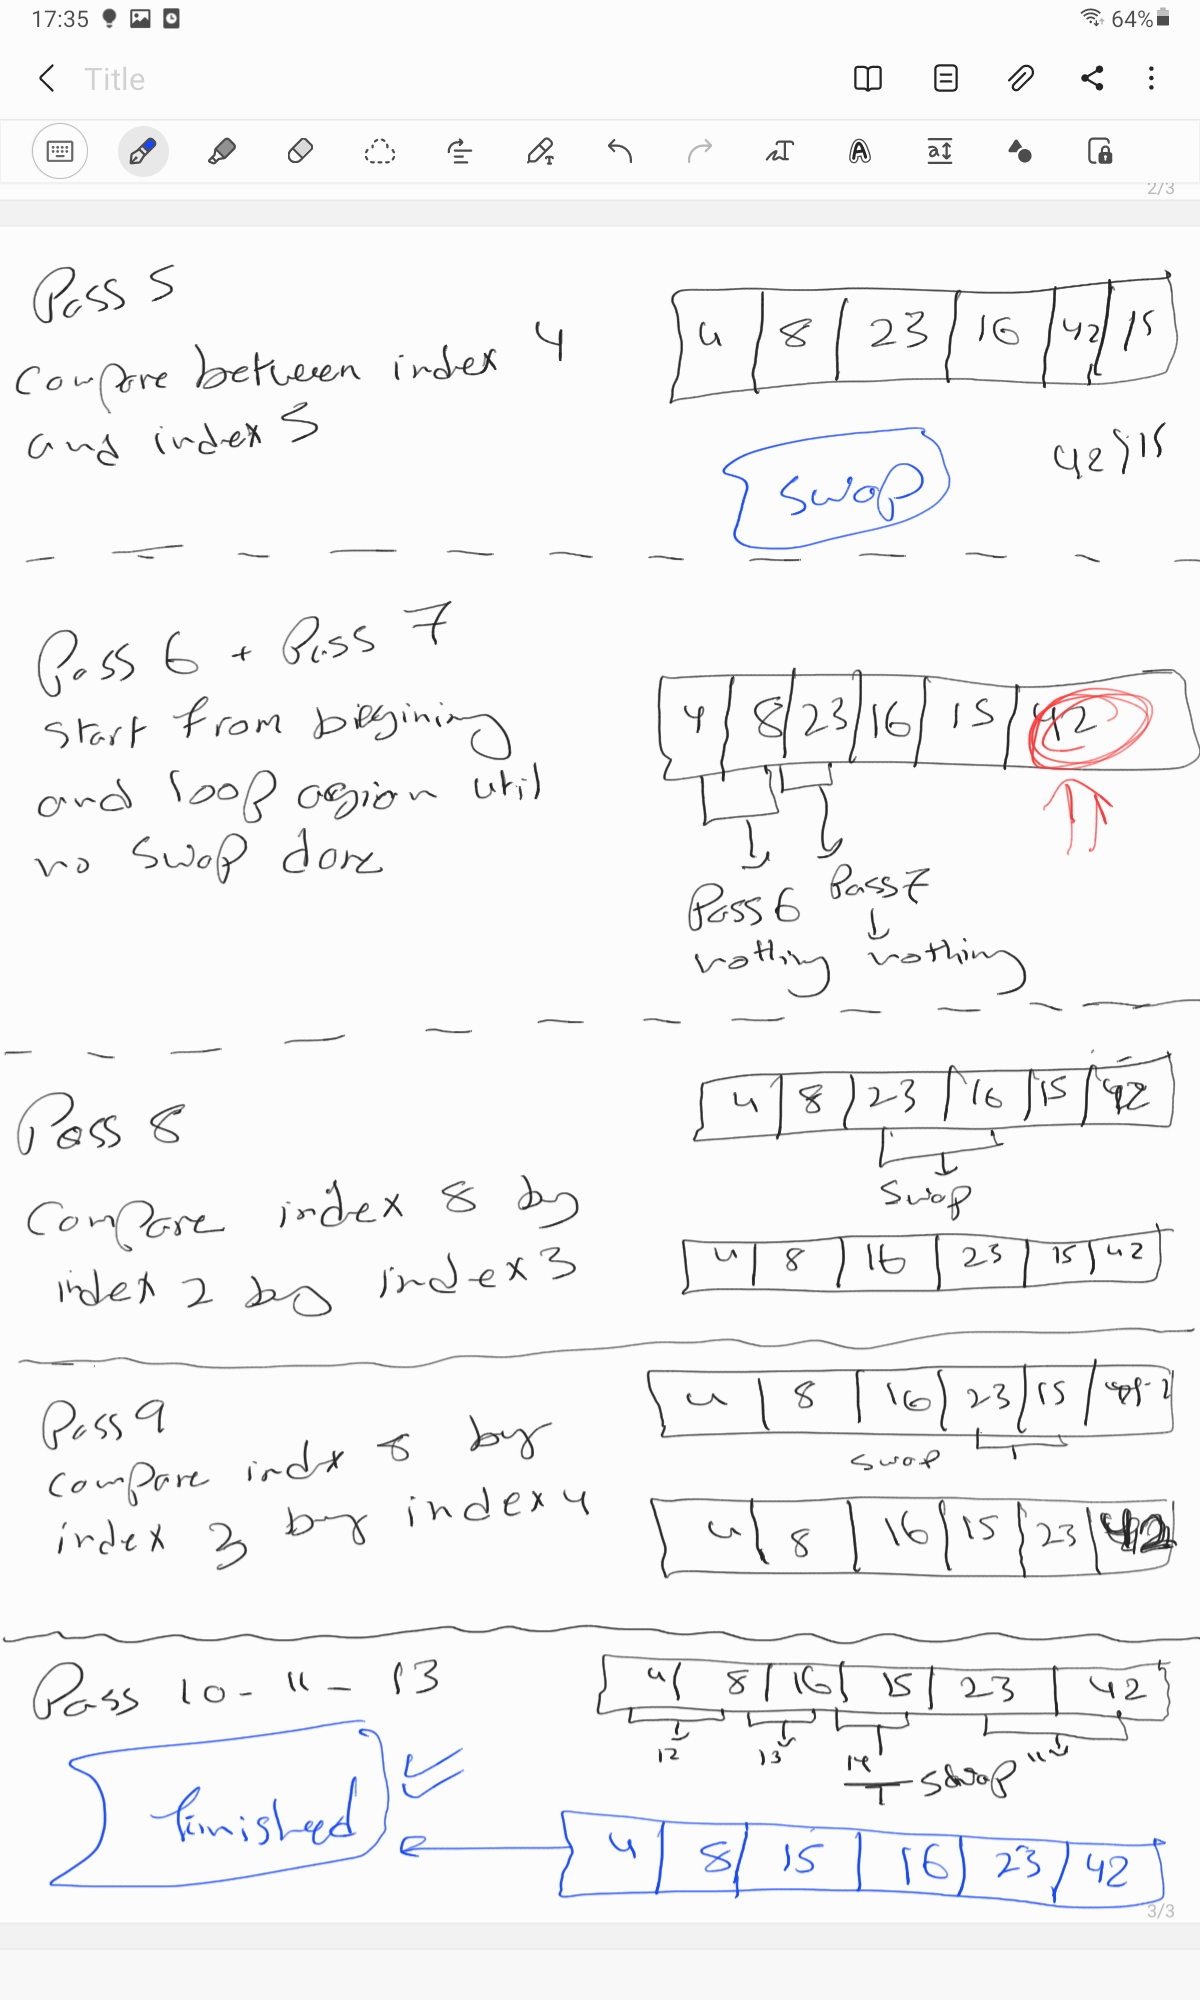 17:35
64%
Title
2/3
Pass 5
Compare between index 4
and index 5
4 8 23 16 42 15
42 > 15
Swap
Pass 6 + Pass 7
start from biegining
and loop agian util
no swap done
4 8 23 16 15 42
Pass 6 Pass 7
nothing nothing
Pass 8
Compare index 8 by
index 2 by index 3
4 8 23 16 15 42
Swap
4 8 16 23 15 42
Pass 9
compare indx 8 by
index 3 by index 4
4 8 16 23 15
swap
4 8 16 15 23 42
Pass 10 - 11 - 13
4 8 16 15 23 42
12 13 14 swap 11
finished
4 8 15 16 23 42
3/3